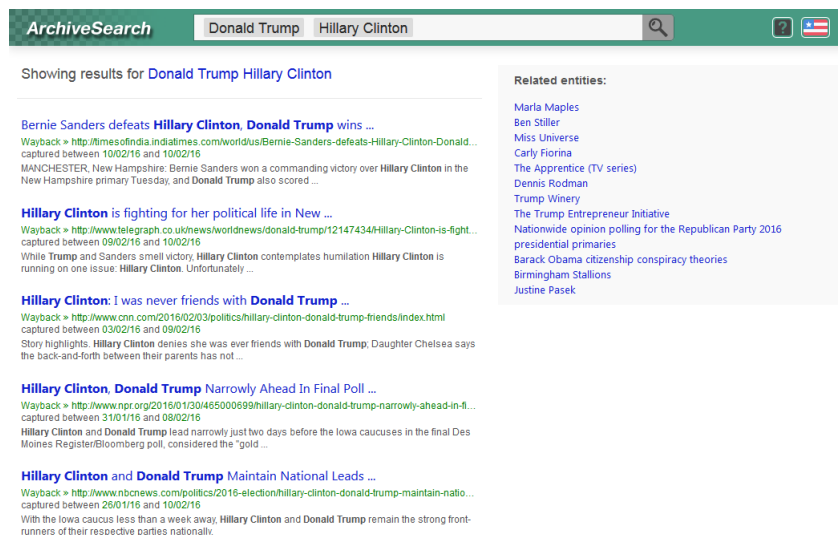 ArchiveSearch
Donald Trump Hillary Clinton
?
Showing results for Donald Trump Hillary Clinton
Bernie Sanders defeats Hillary Clinton, Donald Trump wins ...
Wayback » http://timesofindia.indiatimes.com/world/us/Bernie-Sanders-defeats-Hillary-Clinton-Donald...
captured between 10/02/16 and 10/02/16
MANCHESTER, New Hampshire: Bernie Sanders won a commanding victory over Hillary Clinton in the
New Hampshire primary Tuesday, and Donald Trump also scored ...
Hillary Clinton is fighting for her political life in New ...
Wayback » http://www.telegraph.co.uk/news/worldnews/donald-trump/12147434/Hillary-Clinton-is-fight...
captured between 09/02/16 and 10/02/16
While Trump and Sanders smell victory, Hillary Clinton contemplates humilation Hillary Clinton is
running on one issue: Hillary Clinton. Unfortunately ...
Hillary Clinton: I was never friends with Donald Trump ...
Wayback » http://www.cnn.com/2016/02/03/politics/hillary-clinton-donald-trump-friends/index.html
captured between 03/02/16 and 09/02/16
Story highlights. Hillary Clinton denies she was ever friends with Donald Trump; Daughter Chelsea says
the back-and-forth between their parents has not ...
Hillary Clinton, Donald Trump Narrowly Ahead In Final Poll ...
Wayback » http://www.npr.org/2016/01/30/465000699/hillary-clinton-donald-trump-narrowly-ahead-in-fi...
captured between 31/01/16 and 08/02/16
Hillary Clinton and Donald Trump lead narrowly just two days before the Iowa caucuses in the final Des
Moines Register/Bloomberg poll, considered the "gold ...
Hillary Clinton and Donald Trump Maintain National Leads ...
Wayback » http://www.nbcnews.com/politics/2016-election/hillary-clinton-donald-trump-maintain-natio...
captured between 26/01/16 and 10/02/16
With the Iowa caucus less than a week away, Hillary Clinton and Donald Trump remain the strong front-
runners of their respective parties nationally.
Related entities:
Marla Maples
Ben Stiller
Miss Universe
Carly Fiorina
The Apprentice (TV series)
Dennis Rodman
Trump Winery
The Trump Entrepreneur Initiative
Nationwide opinion polling for the Republican Party 2016
presidential primaries
Barack Obama citizenship conspiracy theories
Birmingham Stallions
Justine Pasek